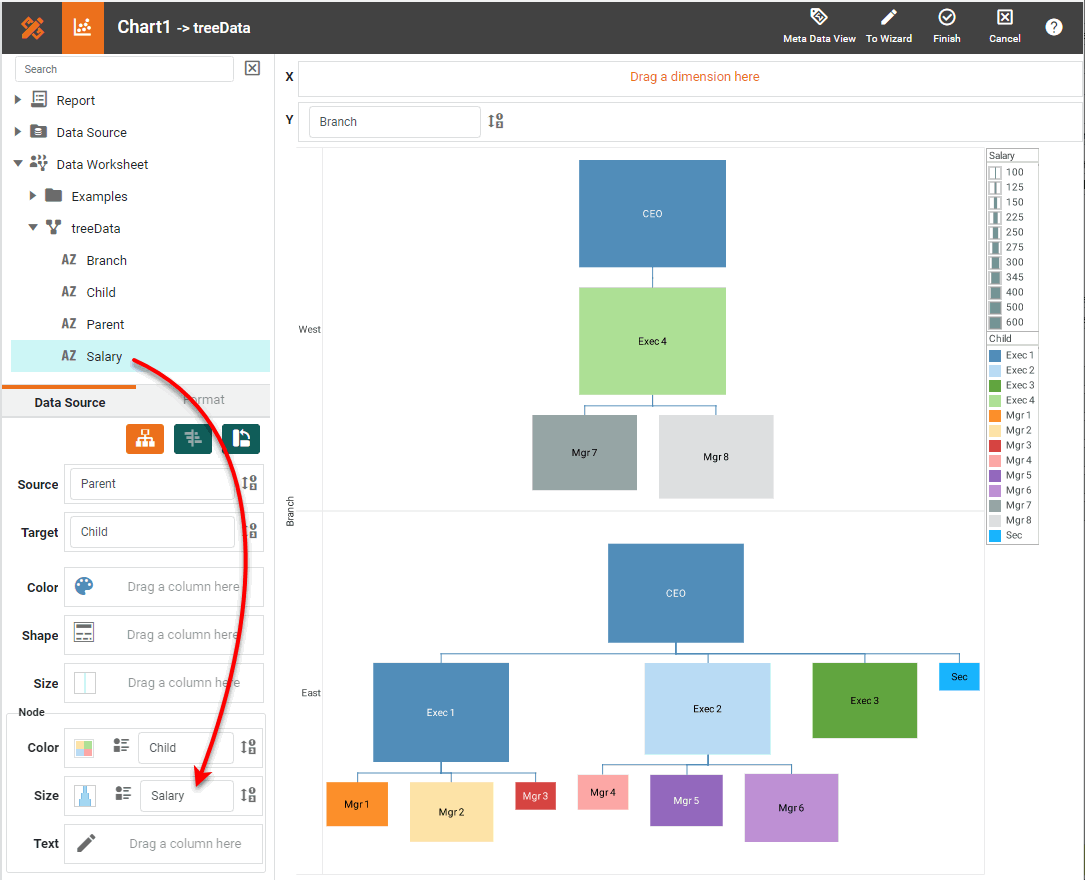 Chart1 -> treeData
Meta Data View
To Wizard
Finish
Cancel
?
Search
Report
Data Source
Data Worksheet
Examples
treeData
AZ Branch
AZ Child
AZ Parent
AZ Salary
Data Source
Format
Source Parent
Target Child
Color Drag a column here
Shape Drag a column here
Size Drag a column here
Node
Color Child
Size Salary
Text Drag a column here
X Drag a dimension here
Y Branch
Branch
West
CEO
Exec 4
Mgr 7
Mgr 8
East
CEO
Exec 1
Exec 2
Exec 3
Sec
Mgr 1
Mgr 2
Mgr 3
Mgr 4
Mgr 5
Mgr 6
Salary
100
125
150
225
250
275
300
345
400
500
600
Child
Exec 1
Exec 2
Exec 3
Exec 4
Mgr 1
Mgr 2
Mgr 3
Mgr 4
Mgr 5
Mgr 6
Mgr 7
Mgr 8
Sec